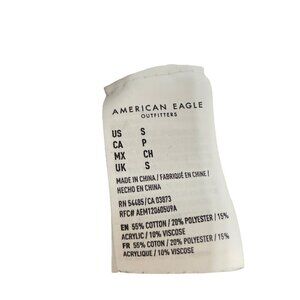 AMERICAN EAGLE
OUTFITTERS
US S
CA P
MX CH
UK S
MADE IN CHINA / FABRIQUÉ EN CHINE /
HECHO EN CHINA
RN 54485/CA 03873
RFC# AEM120605U9A
EN 55% COTTON / 20% POLYESTER / 15%
ACRYLIC / 10% VISCOSE
FR 55% COTON / 20% POLYESTER / 15%
ACRYLIQUE / 10% VISCOSE